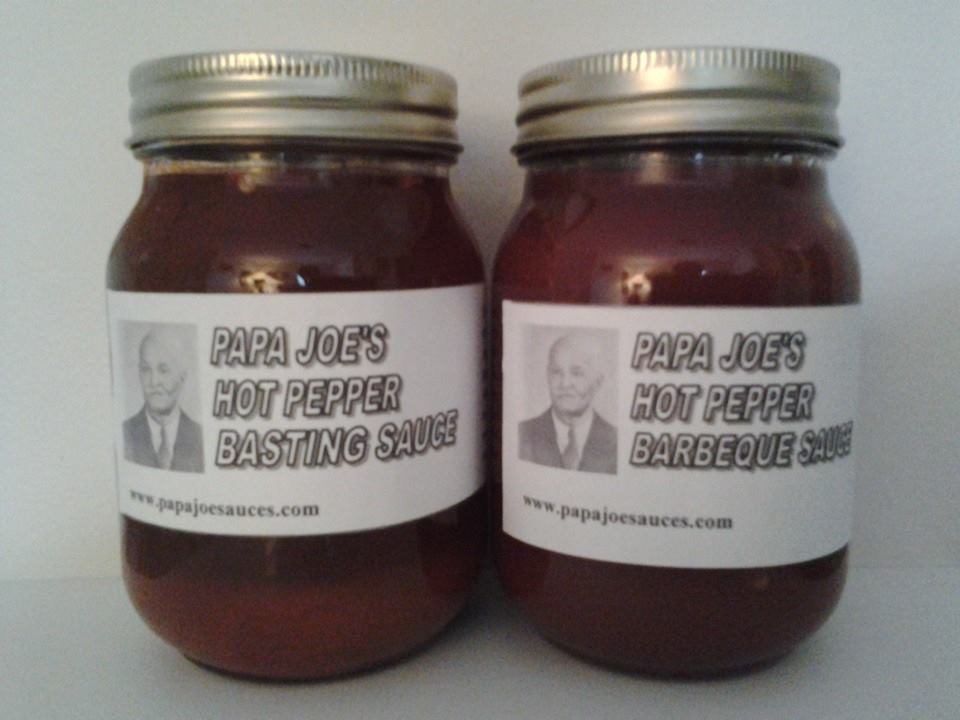 PAPA JOE'S
HOT PEPPER
BASTING SAUCE
www.papajoesauces.com
PAPA JOE'S
HOT PEPPER
BARBEQUE SAUCE
www.papajoesauces.com